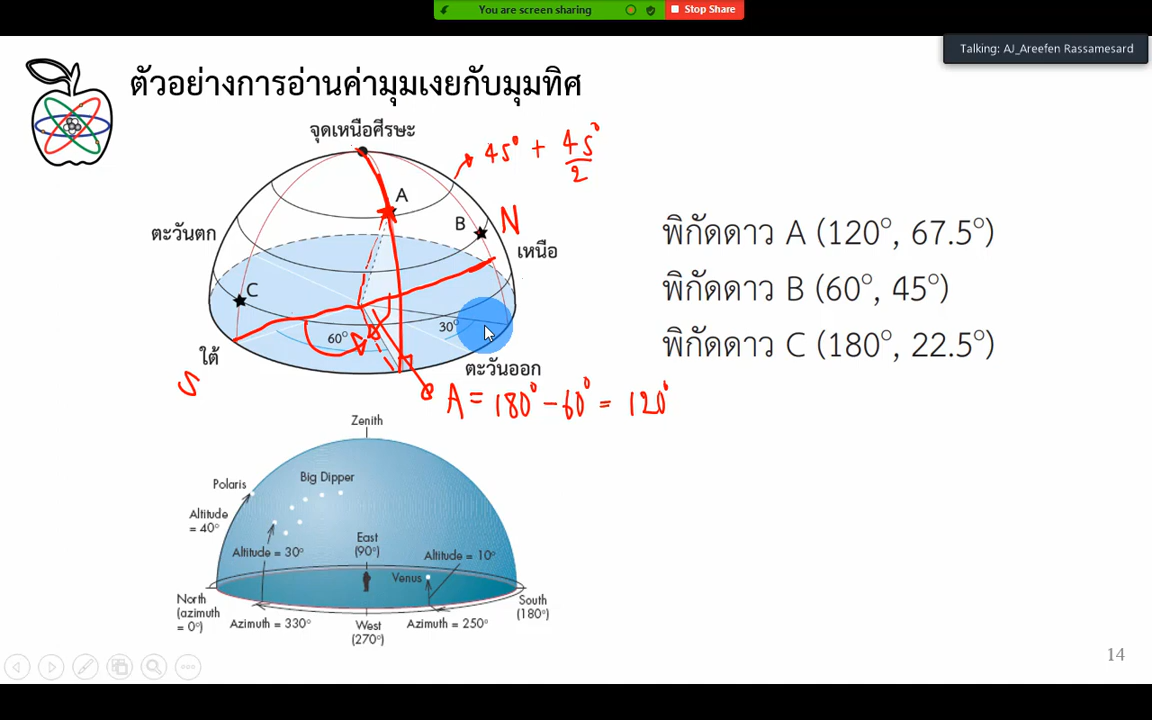 You are screen sharing
Stop Share
Talking: AJ_Areefen Rassamesard
ตัวอย่างการอ่านค่ามุมเงยกับมุมทิศ
จุดเหนือศีรษะ
45° + 45°/2
A
B
N
ตะวันตก
เหนือ
C
60°
30°
ใต้
S
ตะวันออก
A = 180° - 60° = 120°
พิกัดดาว A (120°, 67.5°)
พิกัดดาว B (60°, 45°)
พิกัดดาว C (180°, 22.5°)
Zenith
Polaris
Big Dipper
Altitude
= 40°
Altitude = 30°
East
(90°)
Altitude = 10°
Venus
North
(azimuth
= 0°)
Azimuth = 330°
West
(270°)
Azimuth = 250°
South
(180°)
14